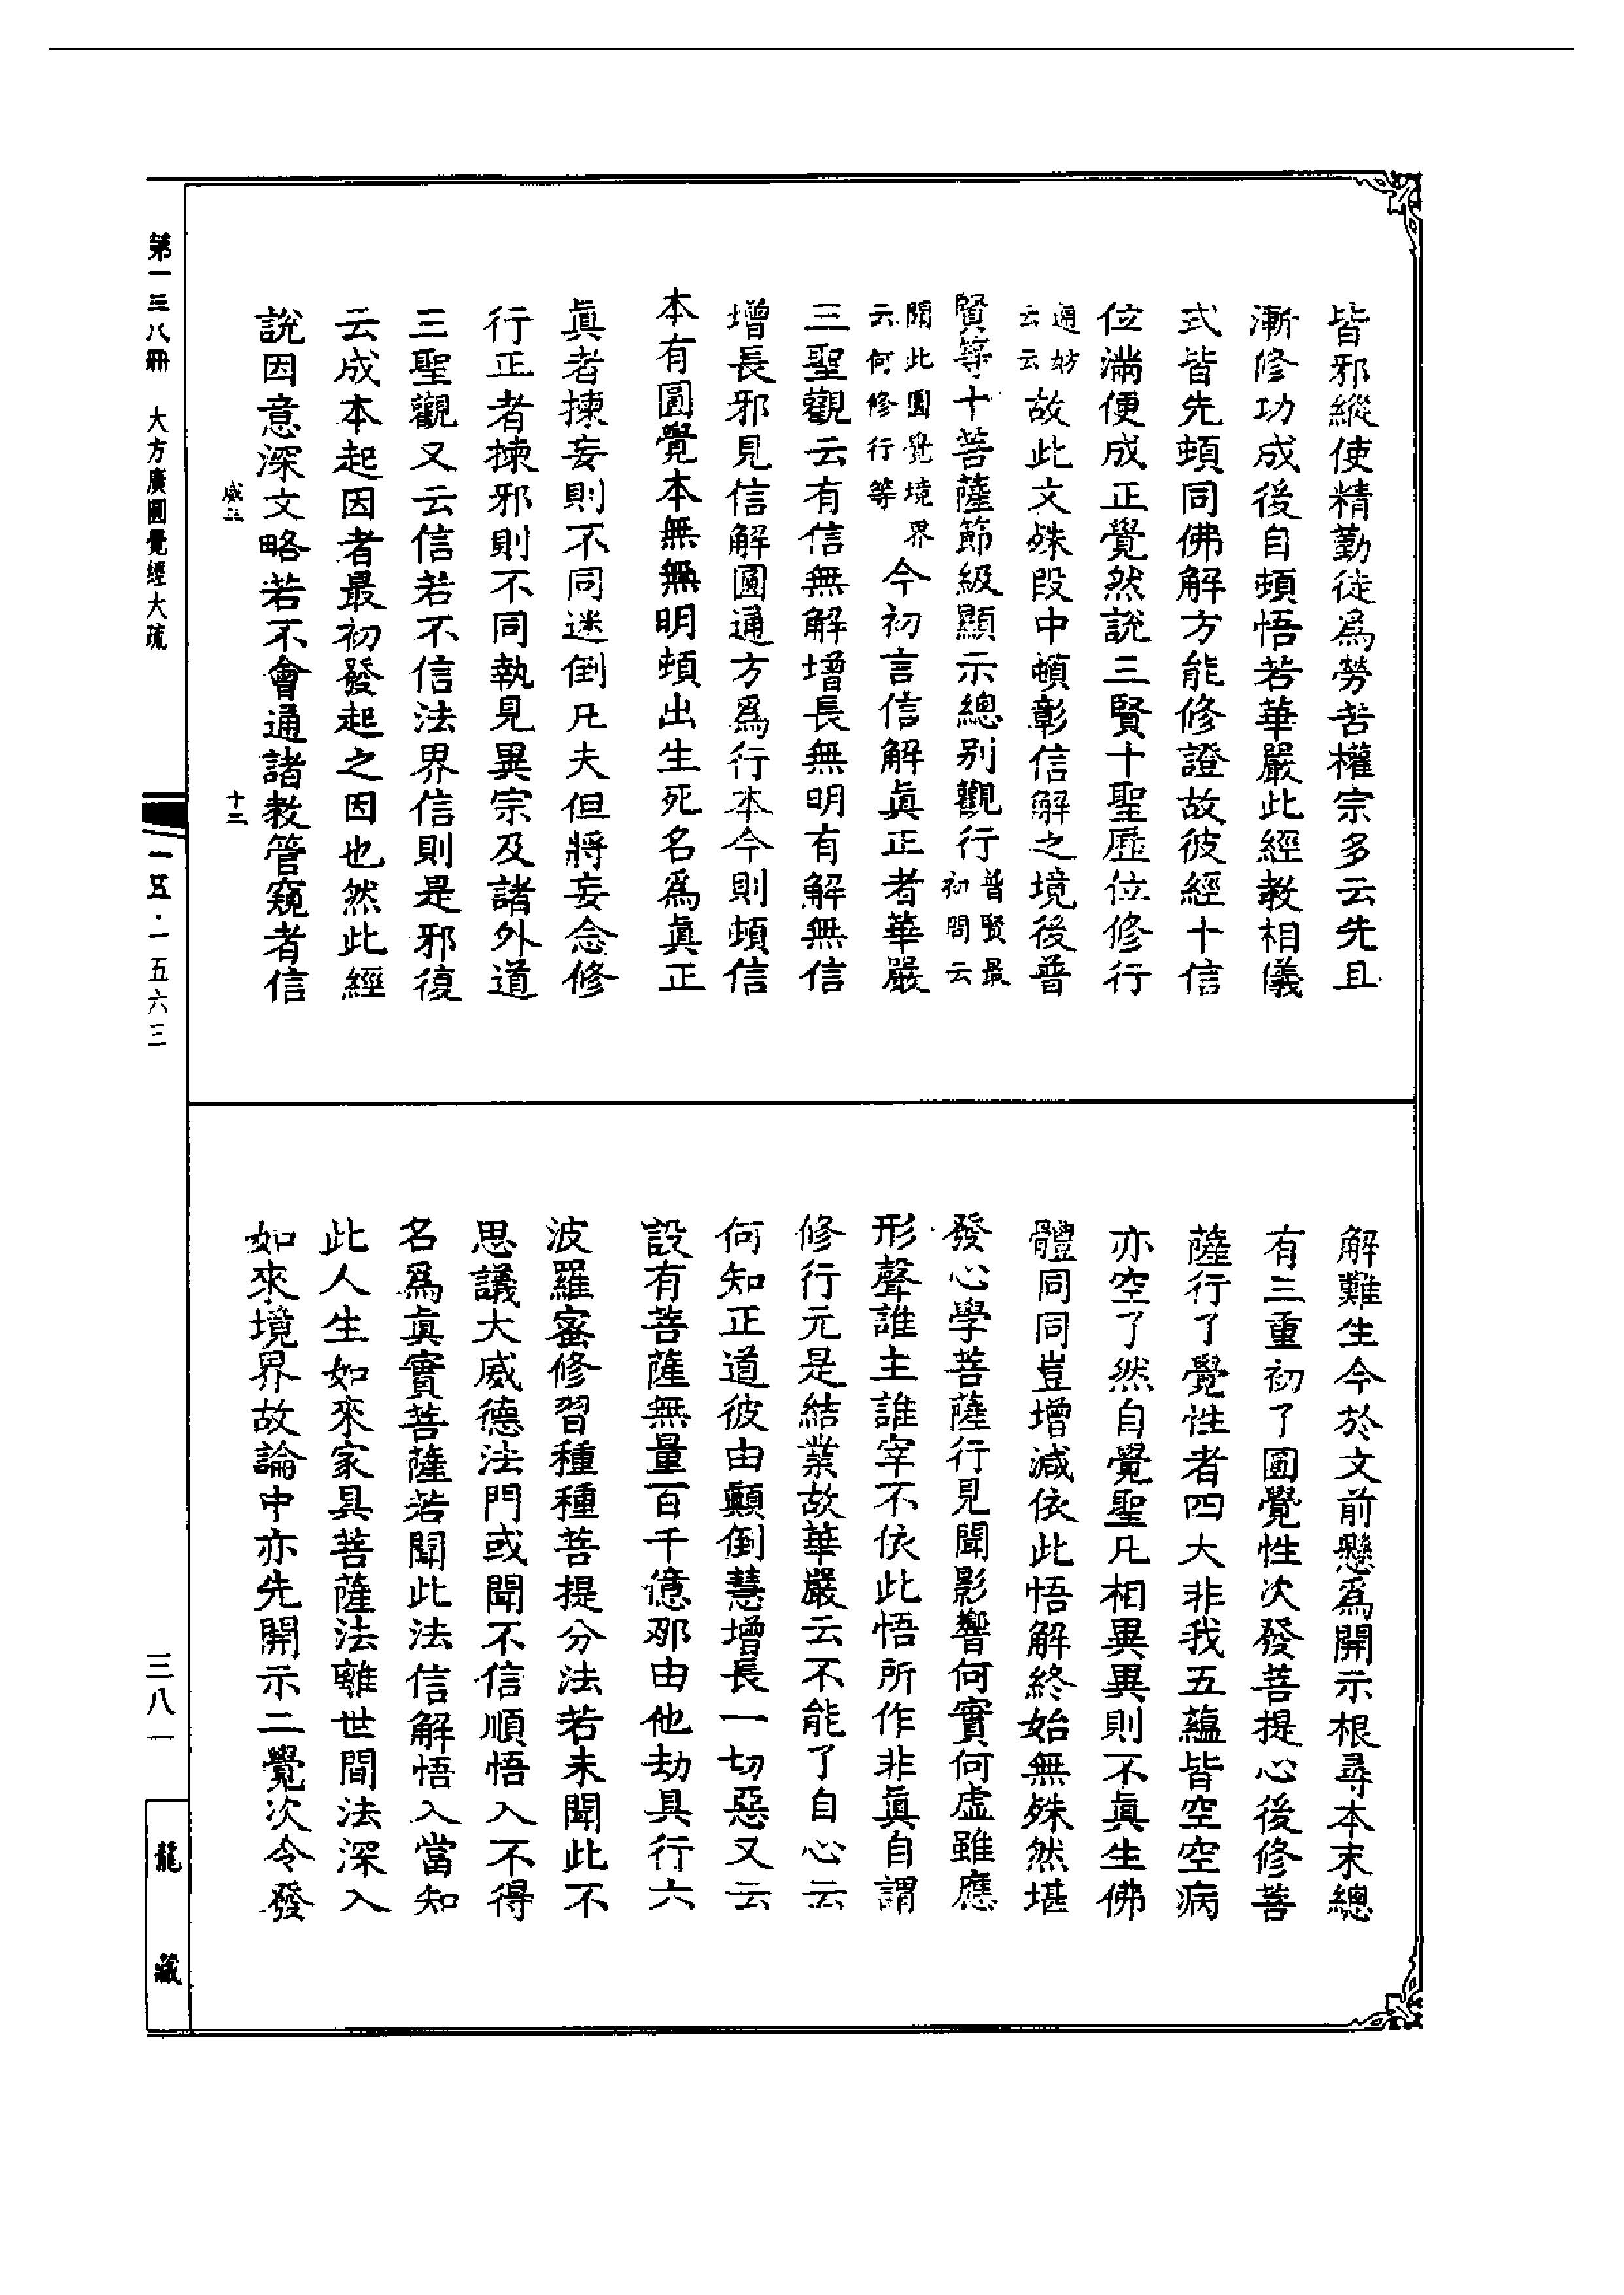 皆邪縱使精勤徒爲勞苦權宗多云先且
漸修功成後自頓悟若華嚴此經教相儀
式皆先頓同佛解方能修證故彼經十信
位滿便成正覺然說三賢十聖歷位修行
通妨
云云
故此文殊段中頓彰信解之境後普
賢等十菩薩節級顯示總别觀行
普賢最
初問云
聞此圓覺境界
云何修行等
今初言信解眞正者華嚴
三聖觀云有信無解增長無明有解無信
增長邪見信解圓通方爲行本今則頓信
本有圓覺本無無明頓出生死名爲眞正
眞者揀妄則不同迷倒凡夫但將妄念修
行正者揀邪則不同執見異宗及諸外道
三聖觀又云信若不信法界信則是邪復
云成本起因者最初發起之因也然此經
說因意深文略若不會通諸教管窺者信
十二
解難生今於文前懸爲開示根尋本末總
有三重初了圓覺性次發菩提心後修菩
薩行了覺性者四大非我五蘊皆空空病
亦空了然自覺聖凡相異異則不眞生佛
體同同豈增減依此悟解終始無殊然堪
發心學菩薩行見聞影響何實何虛雖應
形聲誰主誰宰不依此悟所作非眞自謂
修行元是結業故華嚴云不能了自心云
何知正道彼由顚倒慧增長一切惡又云
設有菩薩無量百千億那由他劫具行六
波羅蜜修習種種菩提分法若未聞此不
思議大威德法門或聞不信順悟入不得
名爲眞實菩薩若聞此法信解悟入當知
此人生如來家具菩薩法離世間法深入
如來境界故論中亦先開示二覺次令發
第一三八冊 大方廣圓覺經大疏
一五·一五六三
三八一
龍藏